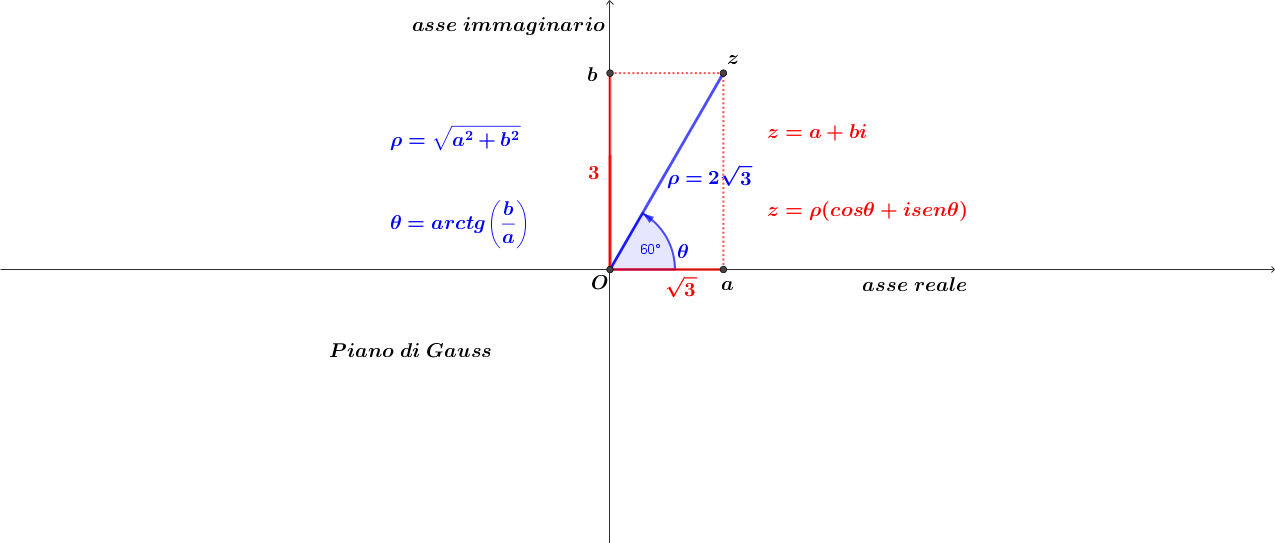 asse immaginario
z
b
ρ = √(a² + b²)
z = a + bi
3
ρ = 2√3
θ = arctg(b/a)
z = ρ(cosθ + isenθ)
60°
θ
O
√3
a
asse reale
Piano di Gauss